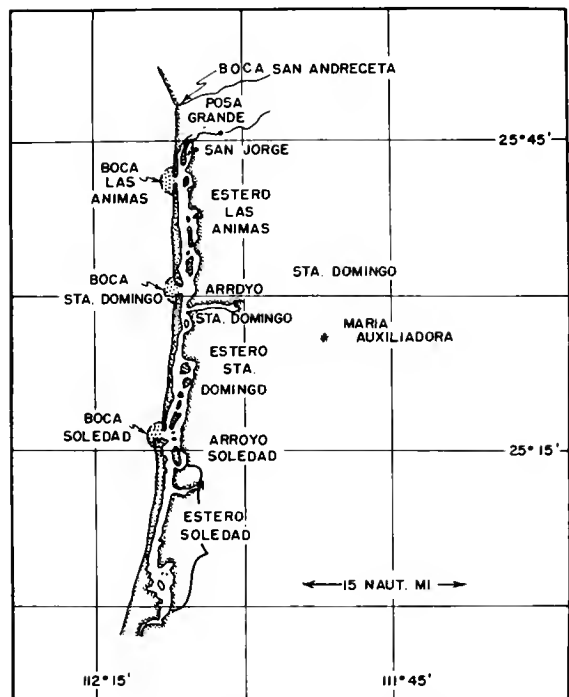 BOCA SAN ANDRECETA
POSA
GRANDE
25°45'
SAN JORGE
BOCA
LAS
ANIMAS
ESTERO
LAS
ANIMAS
STA. DOMINGO
BOCA
STA. DOMINGO
ARROYO
STA. DOMINGO
MARIA
AUXILIADORA
ESTERO
STA.
DOMINGO
BOCA
SOLEDAD
ARROYO
SOLEDAD
25°15'
ESTERO
SOLEDAD
15 NAUT. MI
112°15'
111°45'